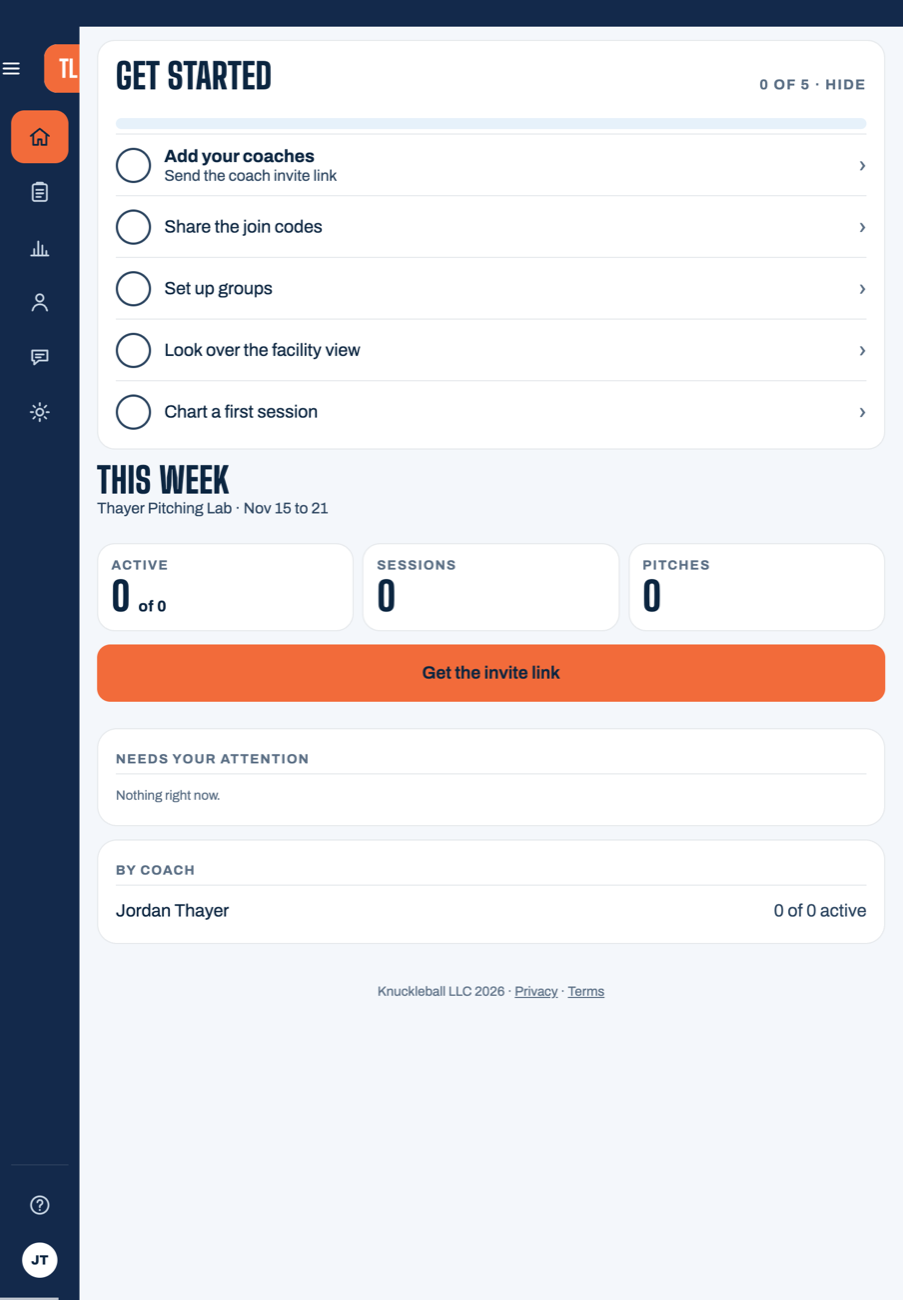 TL
GET STARTED
0 OF 5 · HIDE
Add your coaches
Send the coach invite link
Share the join codes
Set up groups
Look over the facility view
Chart a first session
THIS WEEK
Thayer Pitching Lab · Nov 15 to 21
ACTIVE
0 of 0
SESSIONS
0
PITCHES
0
Get the invite link
NEEDS YOUR ATTENTION
Nothing right now.
BY COACH
Jordan Thayer
0 of 0 active
Knuckleball LLC 2026 · Privacy · Terms
JT